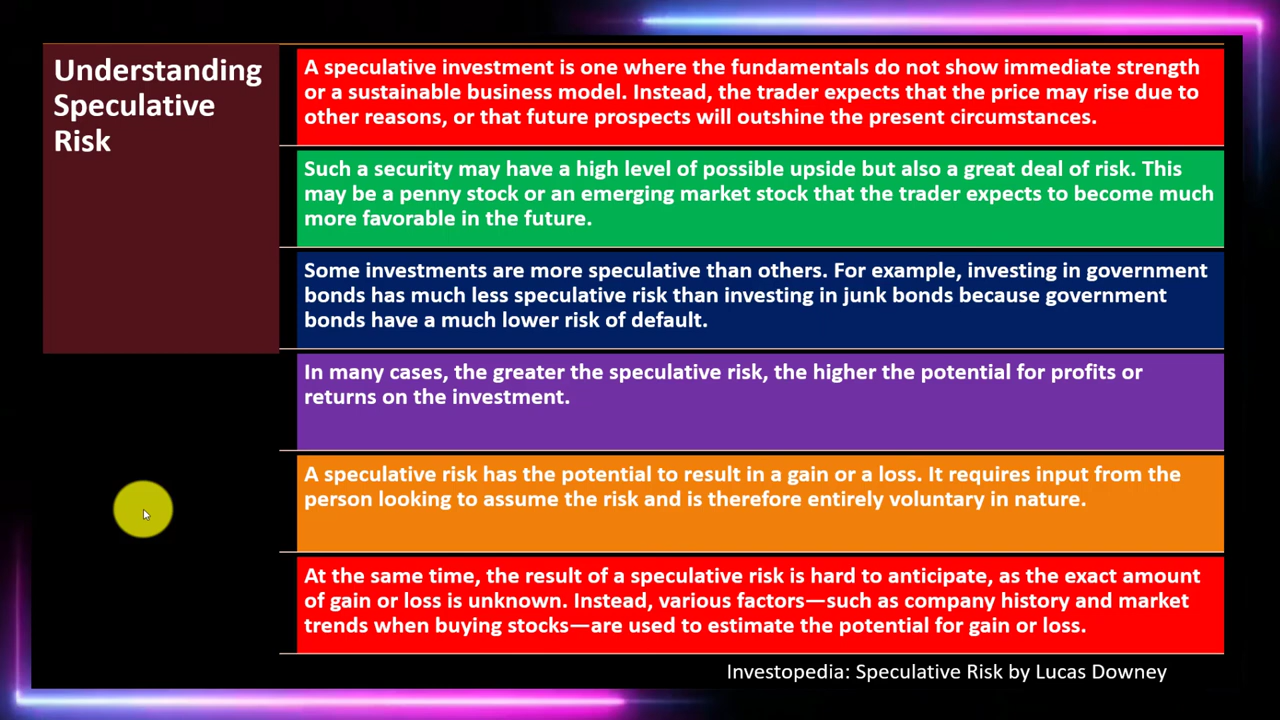 Understanding
Speculative
Risk
A speculative investment is one where the fundamentals do not show immediate strength
or a sustainable business model. Instead, the trader expects that the price may rise due to
other reasons, or that future prospects will outshine the present circumstances.
Such a security may have a high level of possible upside but also a great deal of risk. This
may be a penny stock or an emerging market stock that the trader expects to become much
more favorable in the future.
Some investments are more speculative than others. For example, investing in government
bonds has much less speculative risk than investing in junk bonds because government
bonds have a much lower risk of default.
In many cases, the greater the speculative risk, the higher the potential for profits or
returns on the investment.
A speculative risk has the potential to result in a gain or a loss. It requires input from the
person looking to assume the risk and is therefore entirely voluntary in nature.
At the same time, the result of a speculative risk is hard to anticipate, as the exact amount
of gain or loss is unknown. Instead, various factors—such as company history and market
trends when buying stocks—are used to estimate the potential for gain or loss.
Investopedia: Speculative Risk by Lucas Downey